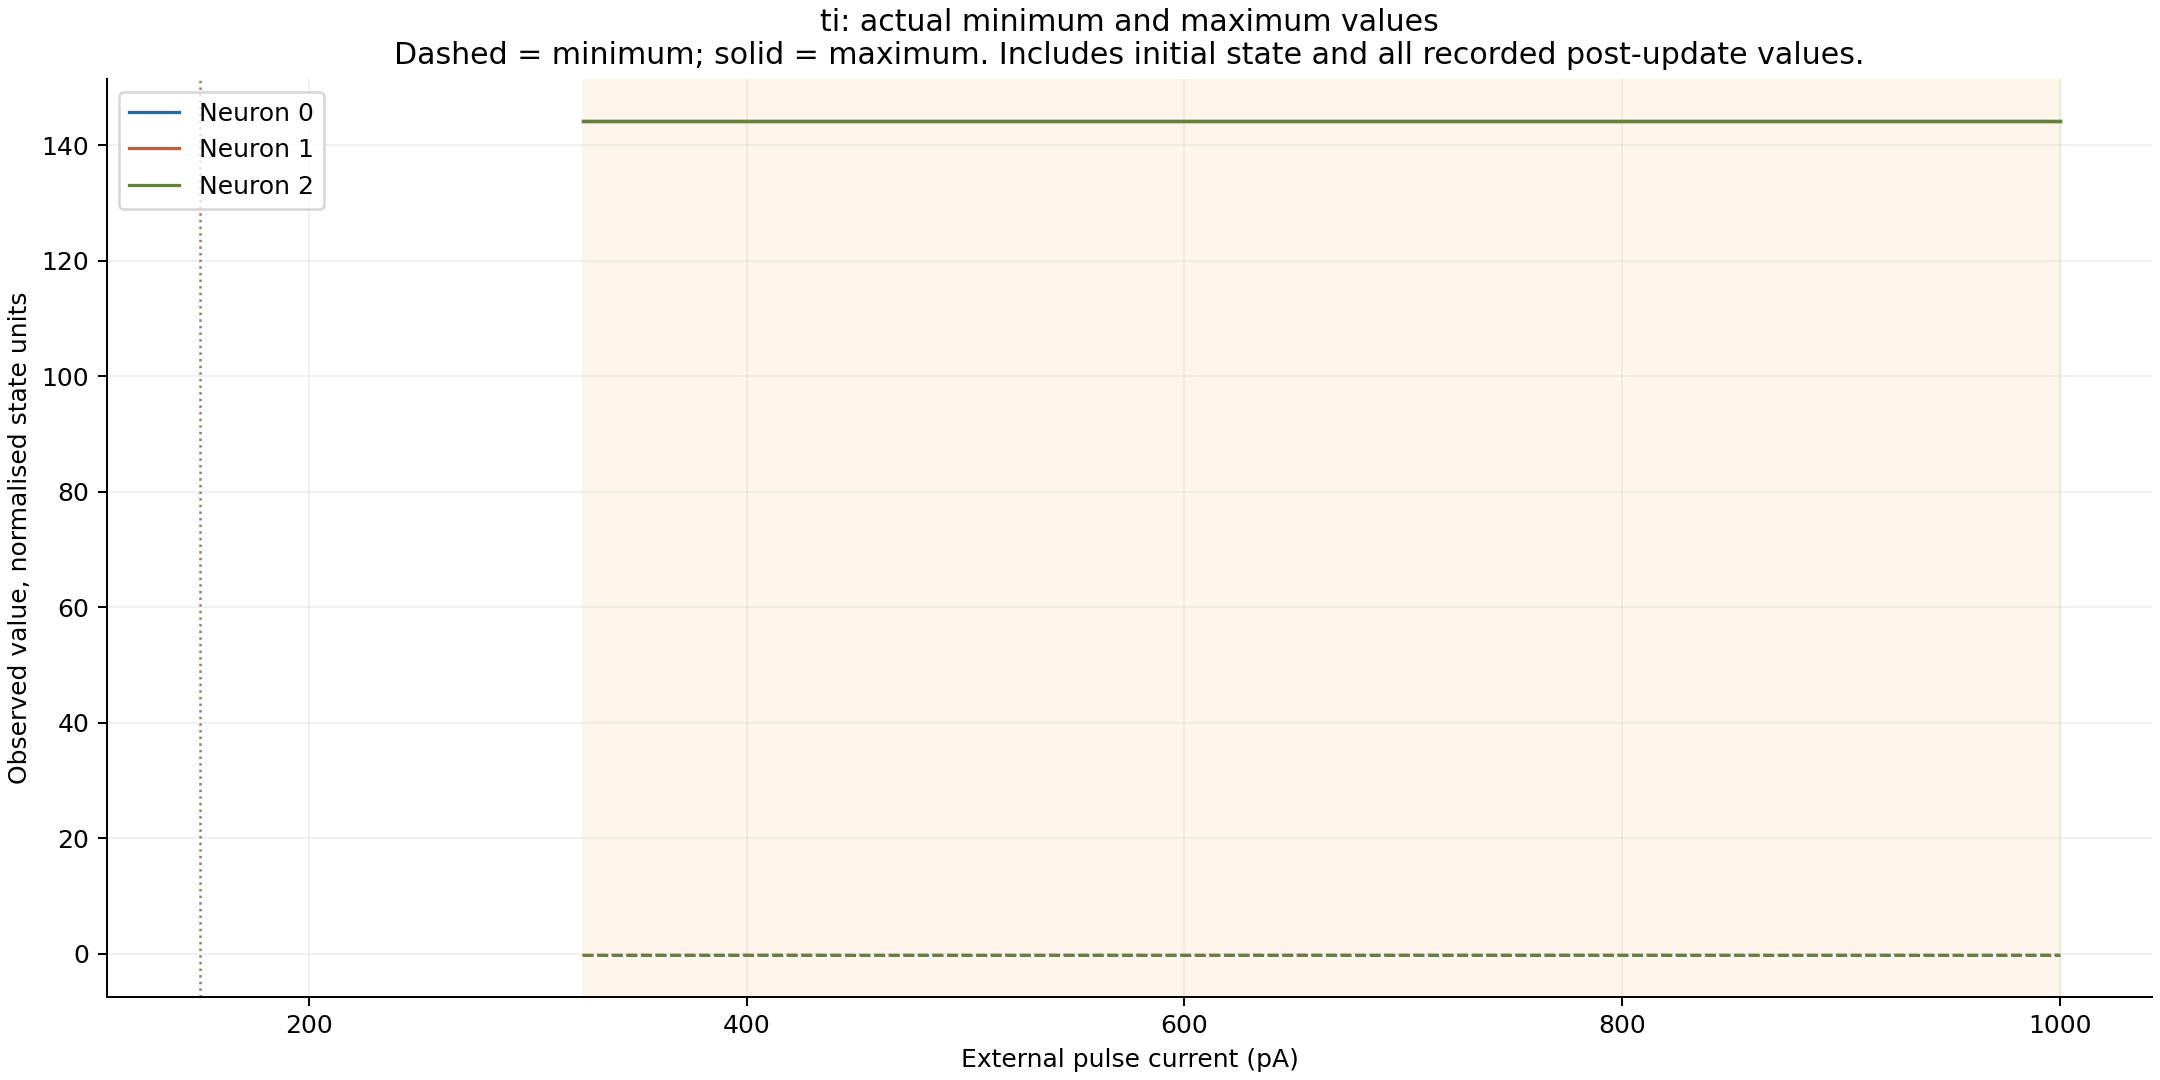 ti: actual minimum and maximum values
Dashed = minimum; solid = maximum. Includes initial state and all recorded post-update values.
Neuron 0
Neuron 1
Neuron 2
Observed value, normalised state units
140
120
100
80
60
40
20
0
200 400 600 800 1000
External pulse current (pA)